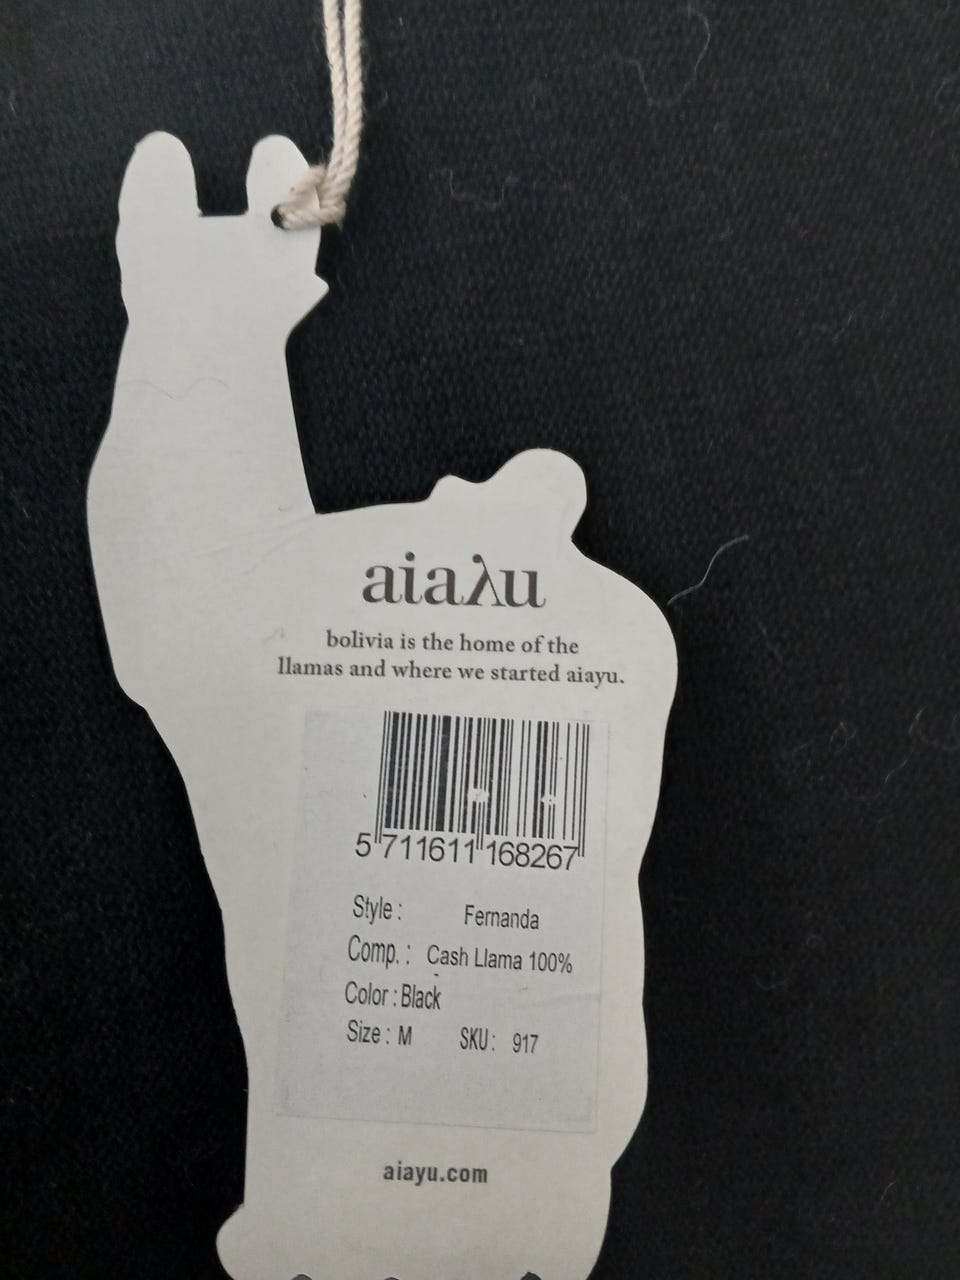 aiaλu
bolivia is the home of the
llamas and where we started aiayu.
5 711611 168267
Style : Fernanda
Comp. : Cash Llama 100%
Color : Black
Size : M SKU : 917
aiayu.com